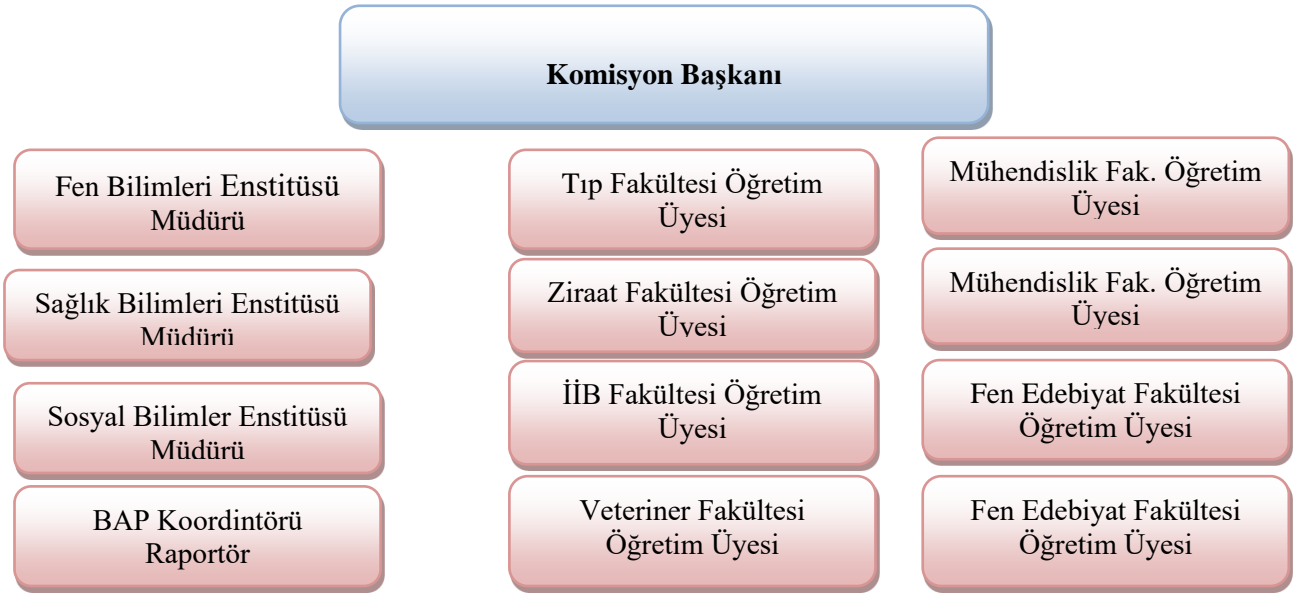 Komisyon Başkanı
Fen Bilimleri Enstitüsü
Müdürü
Sağlık Bilimleri Enstitüsü
Müdürü
Sosyal Bilimler Enstitüsü
Müdürü
BAP Koordintörü
Raportör
Tıp Fakültesi Öğretim
Üyesi
Ziraat Fakültesi Öğretim
Üyesi
İİB Fakültesi Öğretim
Üyesi
Veteriner Fakültesi
Öğretim Üyesi
Mühendislik Fak. Öğretim
Üyesi
Mühendislik Fak. Öğretim
Üyesi
Fen Edebiyat Fakültesi
Öğretim Üyesi
Fen Edebiyat Fakültesi
Öğretim Üyesi